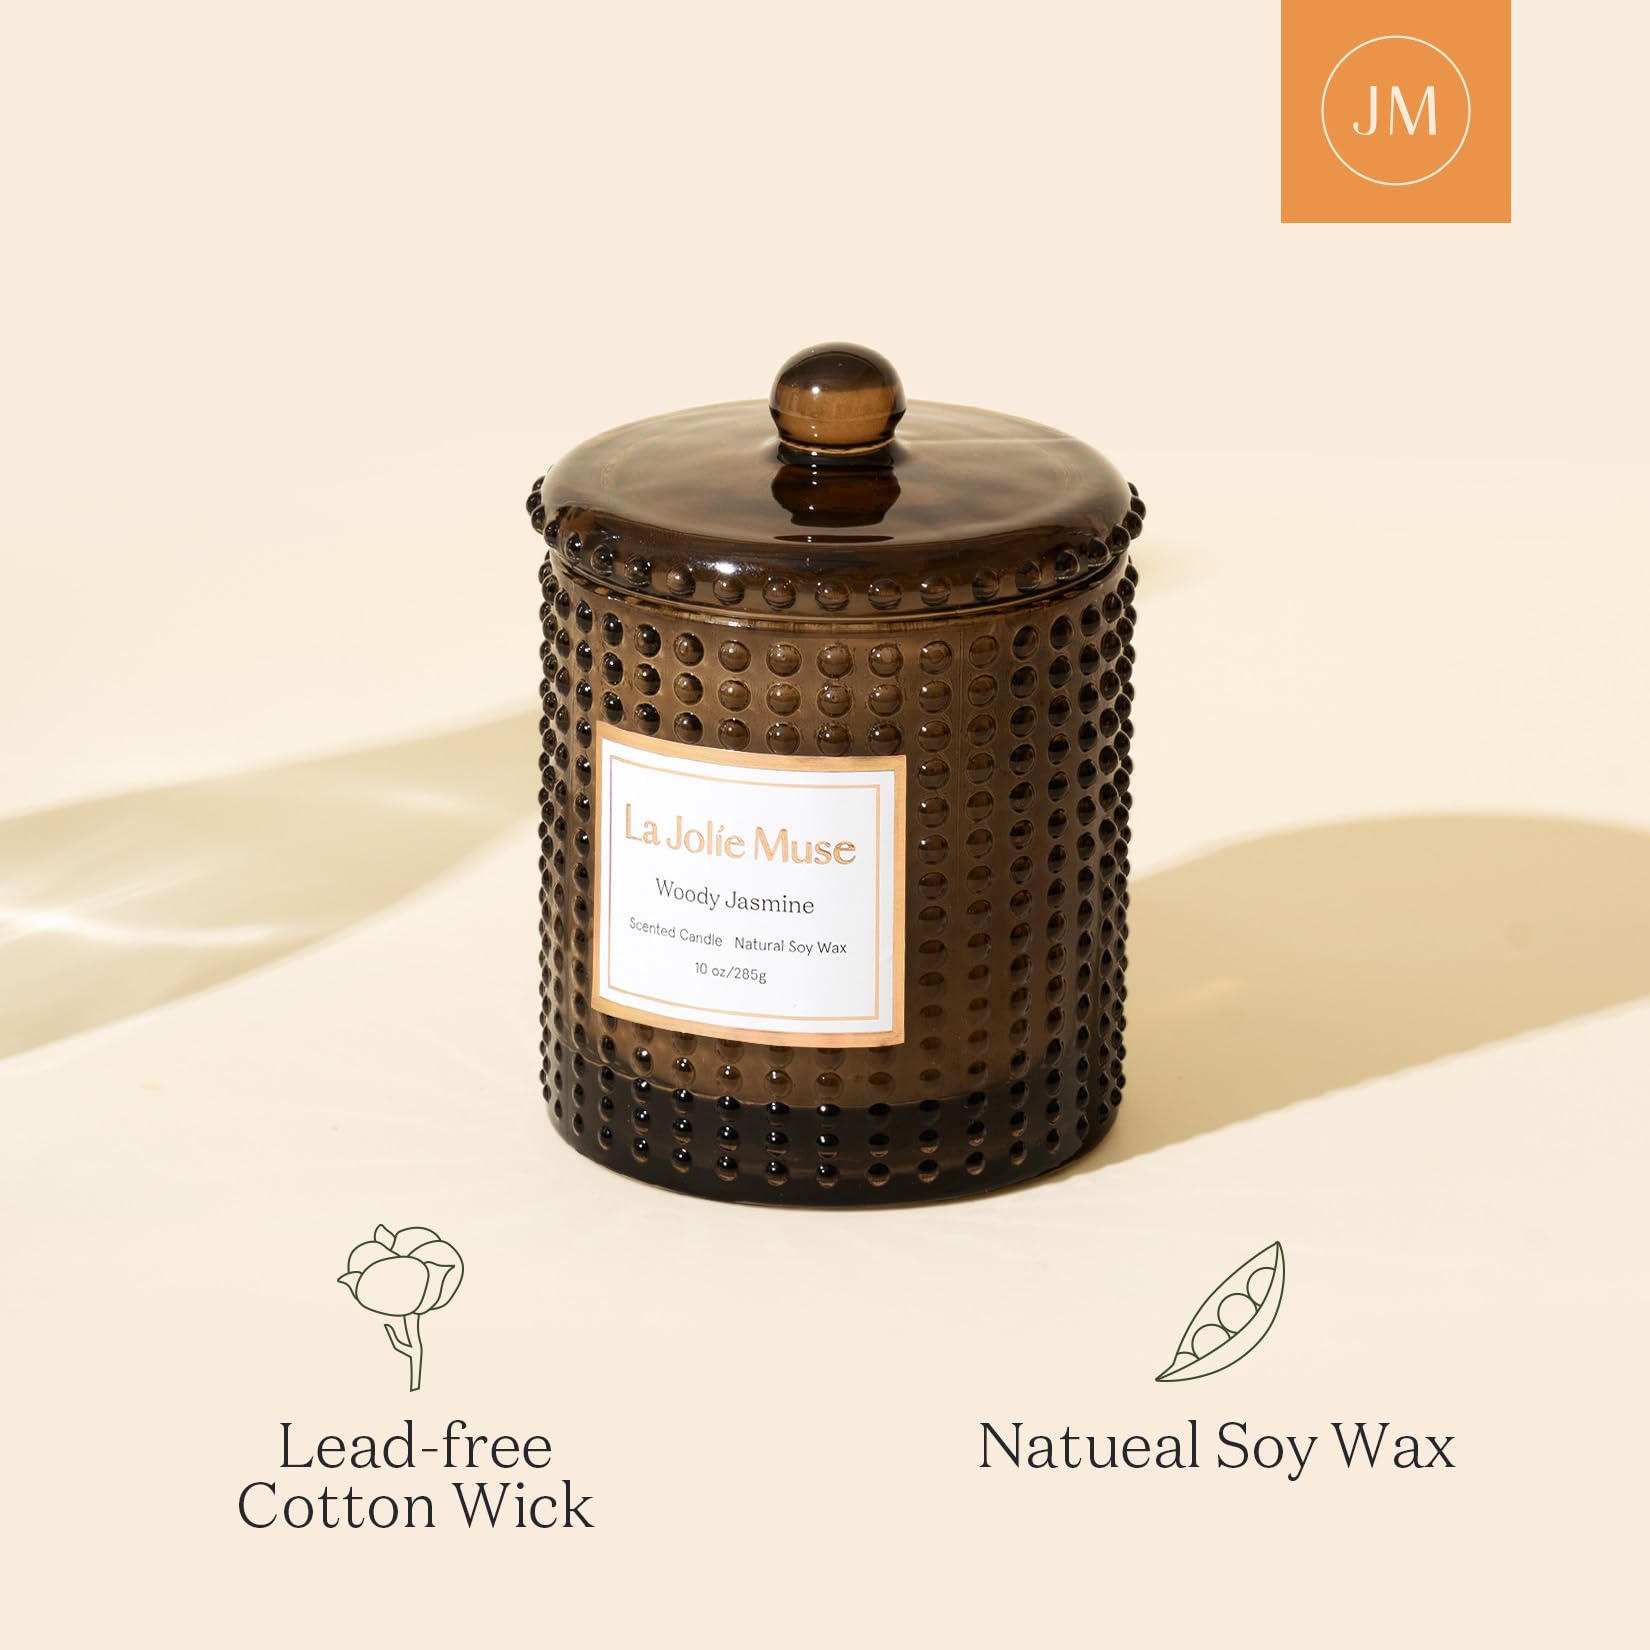 JM
La Jolíe Muse
Woody Jasmine
Scented Candle Natural Soy Wax
10 oz/285g
Lead-free
Cotton Wick
Natueal Soy Wax